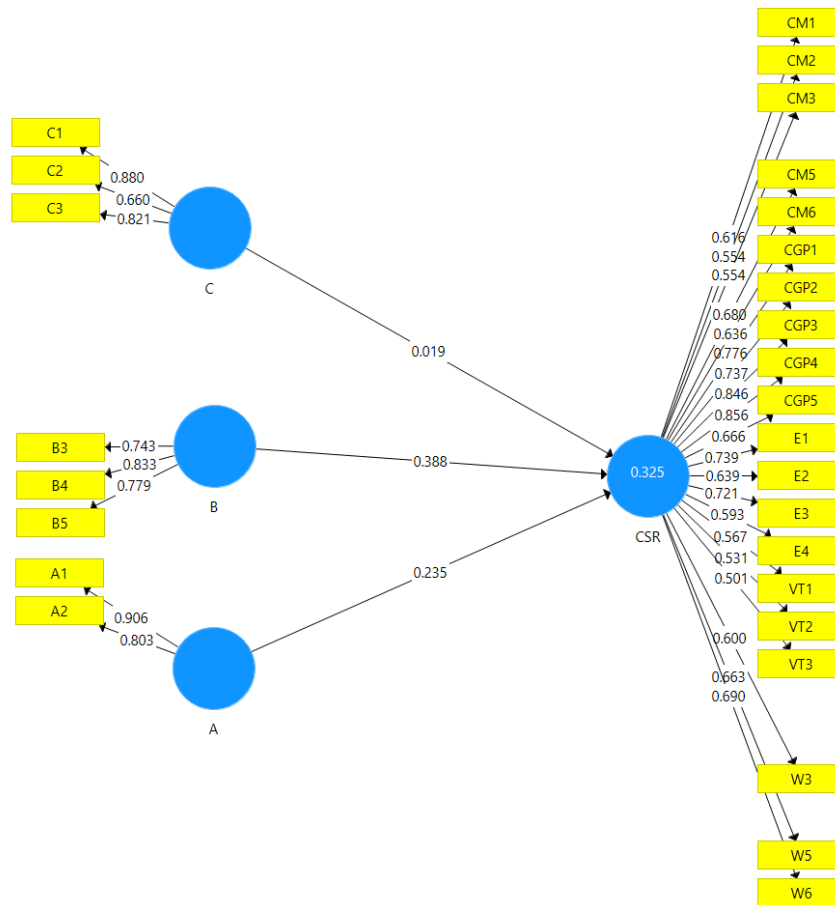 CM1
CM2
CM3
CM5
CM6
CGP1
CGP2
CGP3
CGP4
CGP5
E1
E2
E3
E4
VT1
VT2
VT3
W3
W5
W6
0.616
0.554
0.554
0.680
0.636
0.776
0.737
0.846
0.856
0.666
0.739
0.639
0.721
0.593
0.567
0.531
0.501
0.600
0.663
0.690
C1
C2
C3
0.880
0.660
0.821
C
0.019
B3
B4
B5
0.743
0.833
0.779
B
0.388
0.325
CSR
A1
A2
0.906
0.803
A
0.235